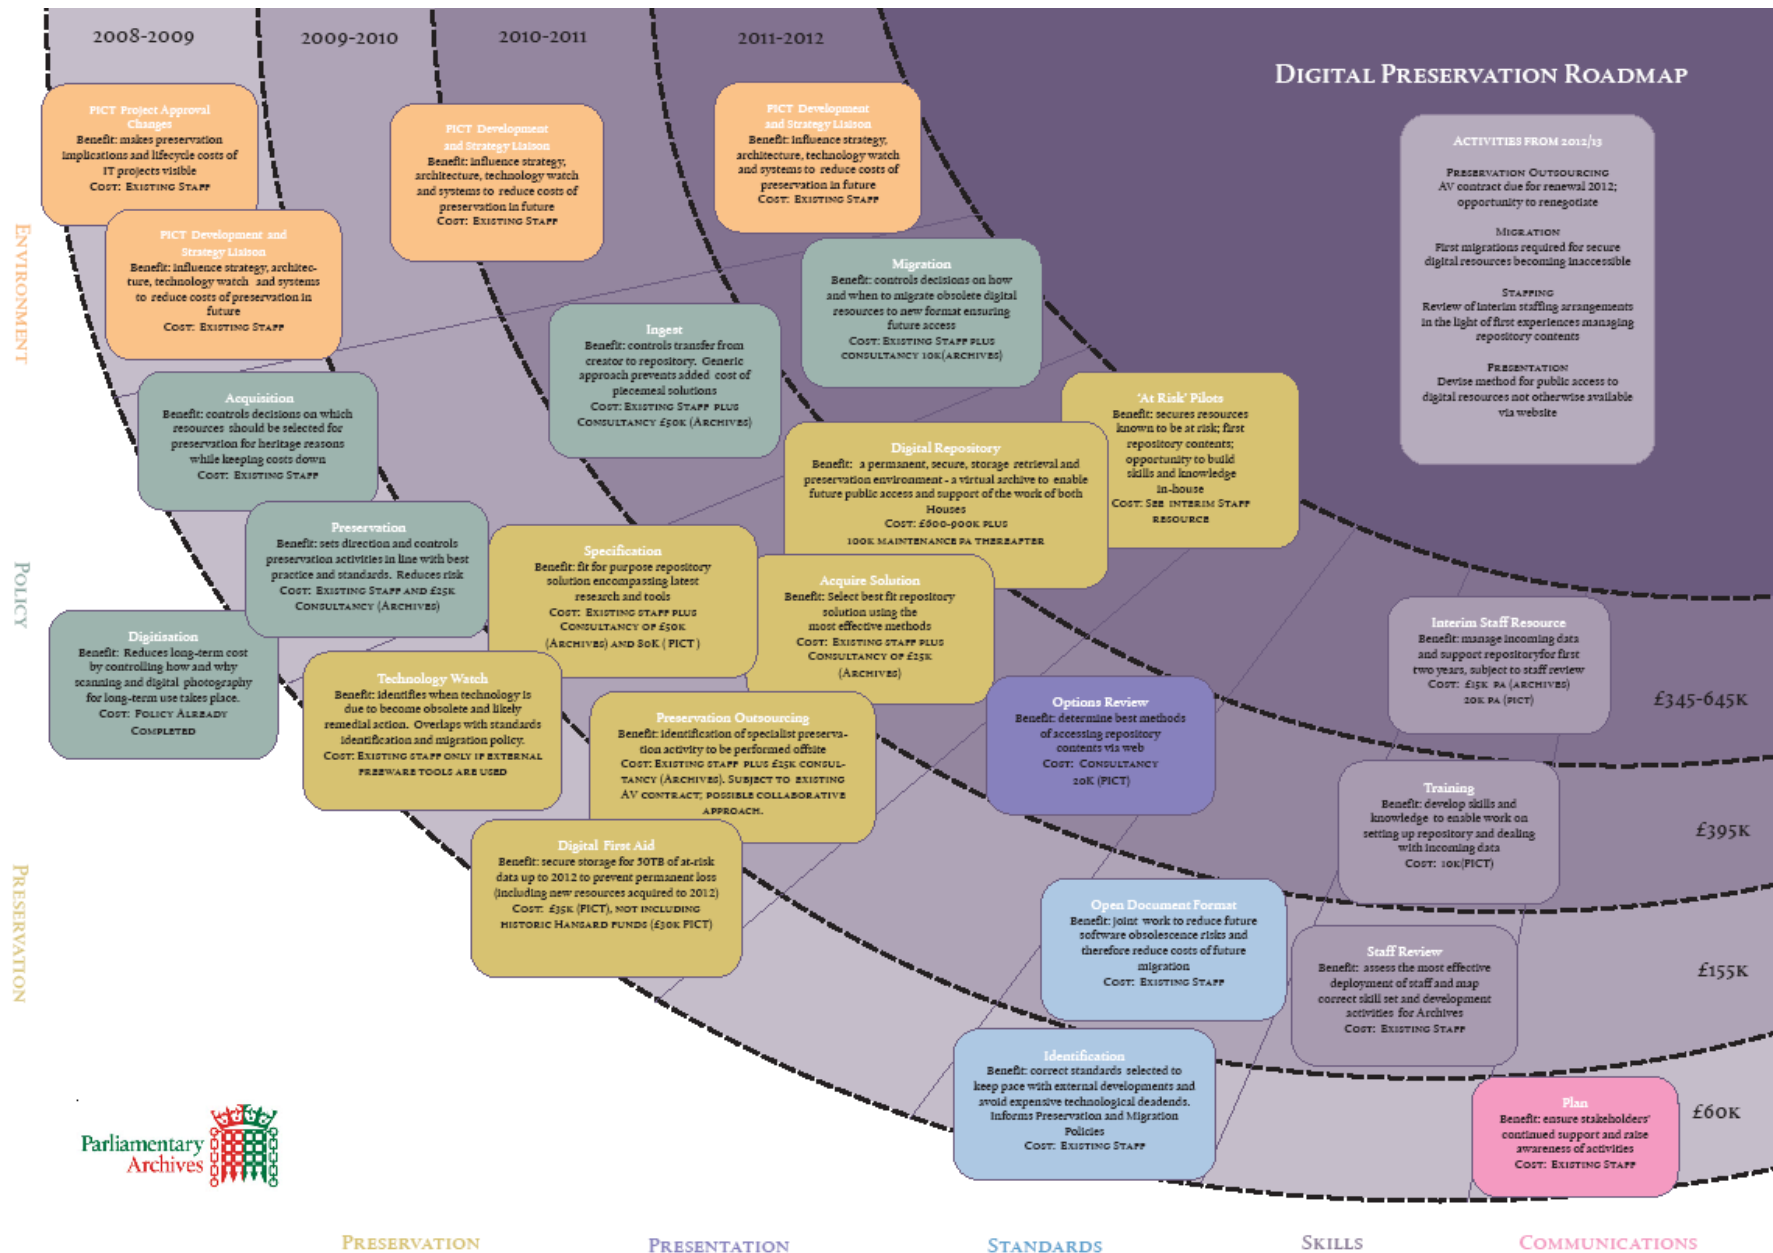 2008-2009
2009-2010
2010-2011
2011-2012
DIGITAL PRESERVATION ROADMAP
PICT Project Approval
Changes
Benefit: makes preservation
implications and lifecycle costs of
IT projects visible
COST: EXISTING STAFF
PICT Development and
Strategy Liaison
Benefit: influence strategy, architec-
ture, technology watch and systems
to reduce costs of preservation in
future
COST: EXISTING STAFF
PICT Development
and Strategy Liaison
Benefit: influence strategy,
architecture, technology watch
and systems to reduce costs of
preservation in future
COST: EXISTING STAFF
PICT Development
and Strategy Liaison
Benefit: influence strategy,
architecture, technology watch
and systems to reduce costs of
preservation in future
COST: EXISTING STAFF
ACTIVITIES FROM 2012/13
PRESERVATION OUTSOURCING
AV contract due for renewal 2012;
opportunity to renegotiate
MIGRATION
First migrations required for secure
digital resources becoming inaccessible
STAFFING
Review of interim staffing arrangements
in the light of first experiences managing
repository contents
PRESENTATION
Devise method for public access to
digital resources not otherwise available
via website
ENVIRONMENT
Acquisition
Benefit: controls decisions on which
resources should be selected for
preservation for heritage reasons
while keeping costs down
COST: EXISTING STAFF
Ingest
Benefit: controls transfer from
creator to repository. Generic
approach prevents added cost of
piecemeal solutions
COST: EXISTING STAFF PLUS
CONSULTANCY £50K (ARCHIVES)
Migration
Benefit: controls decisions on how
and when to migrate obsolete digital
resources to new format ensuring
future access
COST: EXISTING STAFF PLUS
CONSULTANCY 10K(ARCHIVES)
Preservation
Benefit: sets direction and controls
preservation activities in line with best
practice and standards. Reduces risk
COST: EXISTING STAFF AND £25K
CONSULTANCY (ARCHIVES)
Digitisation
Benefit: Reduces long-term cost
by controlling how and why
scanning and digital photography
for long-term use takes place.
COST: POLICY ALREADY
COMPLETED
POLICY
'At Risk' Pilots
Benefit: secures resources
known to be at risk; first
repository contents;
opportunity to build
skills and knowledge
in-house
COST: SEE INTERIM STAFF
RESOURCE
Digital Repository
Benefit: a permanent, secure, storage retrieval and
preservation environment - a virtual archive to enable
future public access and support of the work of both
Houses
COST: £600-900K PLUS
100K MAINTENANCE PA THEREAFTER
Specification
Benefit: fit for purpose repository
solution encompassing latest
research and tools
COST: EXISTING STAFF PLUS
CONSULTANCY OF £50K
(ARCHIVES) AND 80K ( PICT )
Acquire Solution
Benefit: Select best fit repository
solution using the
most effective methods
COST: EXISTING STAFF PLUS
CONSULTANCY OF £25K
(ARCHIVES)
Technology Watch
Benefit: identifies when technology is
due to become obsolete and likely
remedial action. Overlaps with standards
identification and migration policy.
COST: EXISTING STAFF ONLY IF EXTERNAL
FREEWARE TOOLS ARE USED
Preservation Outsourcing
Benefit: identification of specialist preserva-
tion activity to be performed offsite
COST: EXISTING STAFF PLUS £25K CONSUL-
TANCY (ARCHIVES). SUBJECT TO EXISTING
AV CONTRACT; POSSIBLE COLLABORATIVE
APPROACH.
Digital First Aid
Benefit: secure storage for 50TB of at-risk
data up to 2012 to prevent permanent loss
(including new resources acquired to 2012)
COST: £35K (PICT), NOT INCLUDING
HISTORIC HANSARD FUNDS (£30K PICT)
PRESERVATION
Options Review
Benefit: determine best methods
of accessing repository
contents via web
COST: CONSULTANCY
20K (PICT)
Interim Staff Resource
Benefit: manage incoming data
and support repositoryfor first
two years, subject to staff review
COST: £15K PA (ARCHIVES)
20K PA (PICT)
£345-645K
Training
Benefit: develop skills and
knowledge to enable work on
setting up repository and dealing
with incoming data
COST: 10K(PICT)
£395K
Open Document Format
Benefit: joint work to reduce future
software obsolescence risks and
therefore reduce costs of future
migration
COST: EXISTING STAFF
Staff Review
Benefit: assess the most effective
deployment of staff and map
correct skill set and development
activities for Archives
COST: EXISTING STAFF
£155K
Identification
Benefit: correct standards selected to
keep pace with external developments and
avoid expensive technological deadends.
Informs Preservation and Migration
Policies
COST: EXISTING STAFF
Plan
Benefit: ensure stakeholders'
continued support and raise
awareness of activities
COST: EXISTING STAFF
£60K
Parliamentary
Archives
PRESERVATION
PRESENTATION
STANDARDS
SKILLS
COMMUNICATIONS